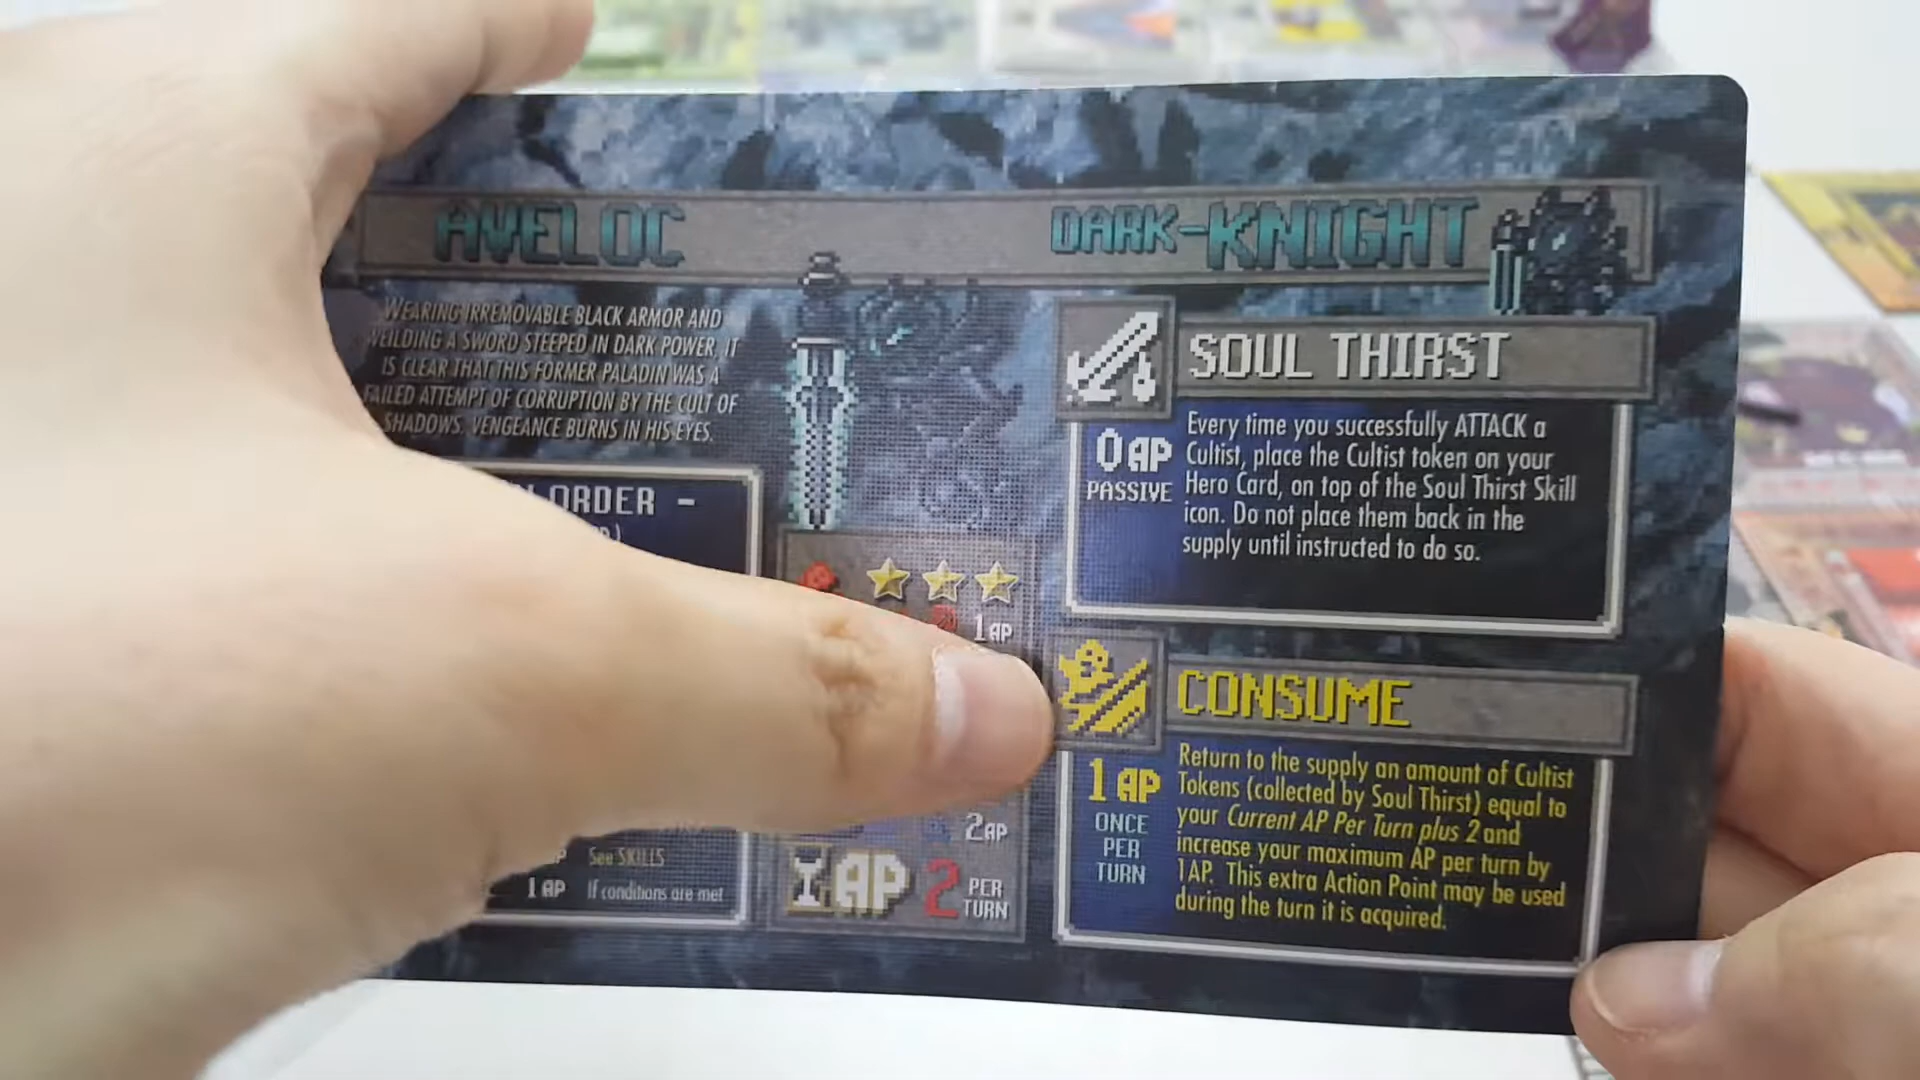 AVELOC
DARK-KNIGHT
WEARING IRREMOVABLE BLACK ARMOR AND
WEILDING A SWORD STEEPED IN DARK POWER, IT
IS CLEAR THAT THIS FORMER PALADIN WAS A
FAILED ATTEMPT OF CORRUPTION BY THE CULT OF
SHADOWS. VENGEANCE BURNS IN HIS EYES.
ORDER -
1 AP
2 AP
See SKILLS
1 AP If conditions are met
AP 2 PER
TURN
SOUL THIRST
0 AP
PASSIVE
Every time you successfully ATTACK a
Cultist, place the Cultist token on your
Hero Card, on top of the Soul Thirst Skill
icon. Do not place them back in the
supply until instructed to do so.
CONSUME
1 AP
ONCE
PER
TURN
Return to the supply an amount of Cultist
Tokens (collected by Soul Thirst) equal to
your Current AP Per Turn plus 2 and
increase your maximum AP per turn by
1AP. This extra Action Point may be used
during the turn it is acquired.